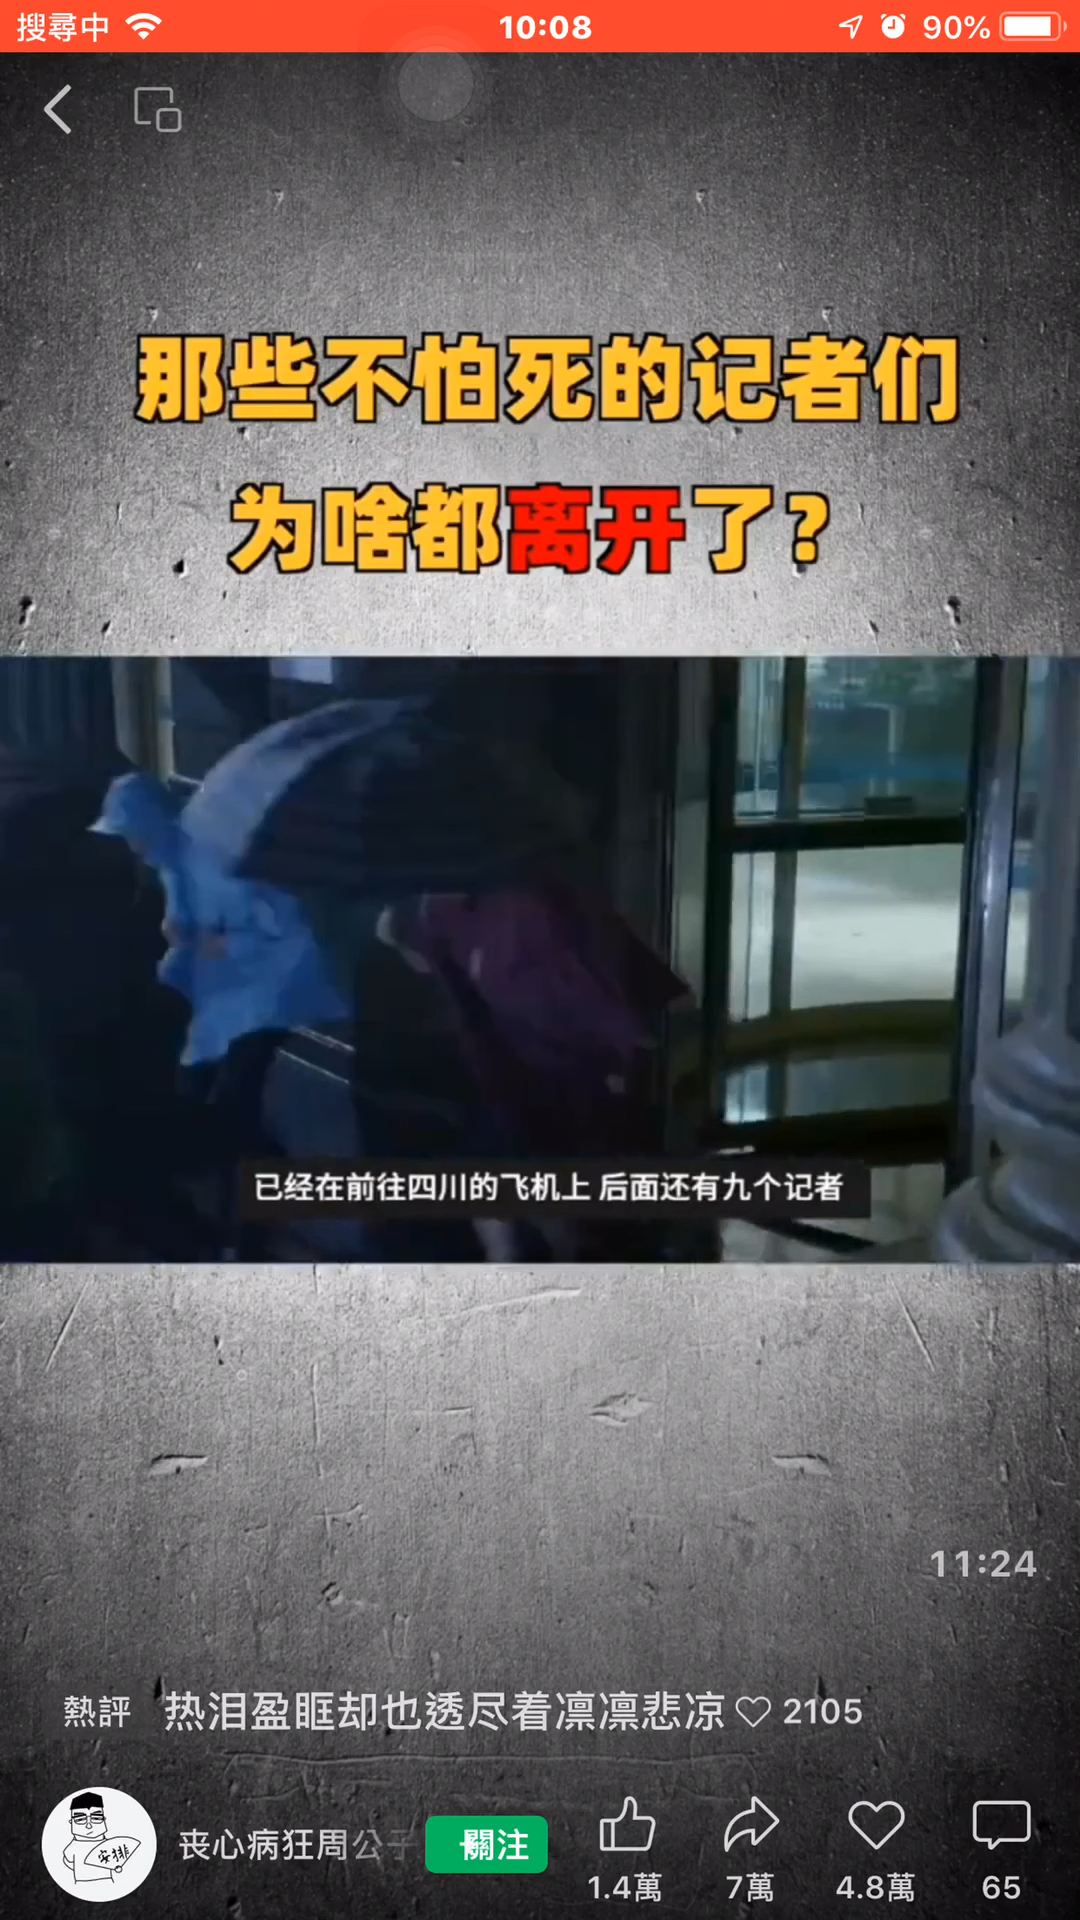 搜尋中 10:08 90%
那些不怕死的记者们
为啥都离开了?
已经在前往四川的飞机上 后面还有九个记者
11:24
熱評 热泪盈眶却也透尽着凛凛悲凉 2105
安排
丧心病狂周公子 關注
1.4萬 7萬 4.8萬 65